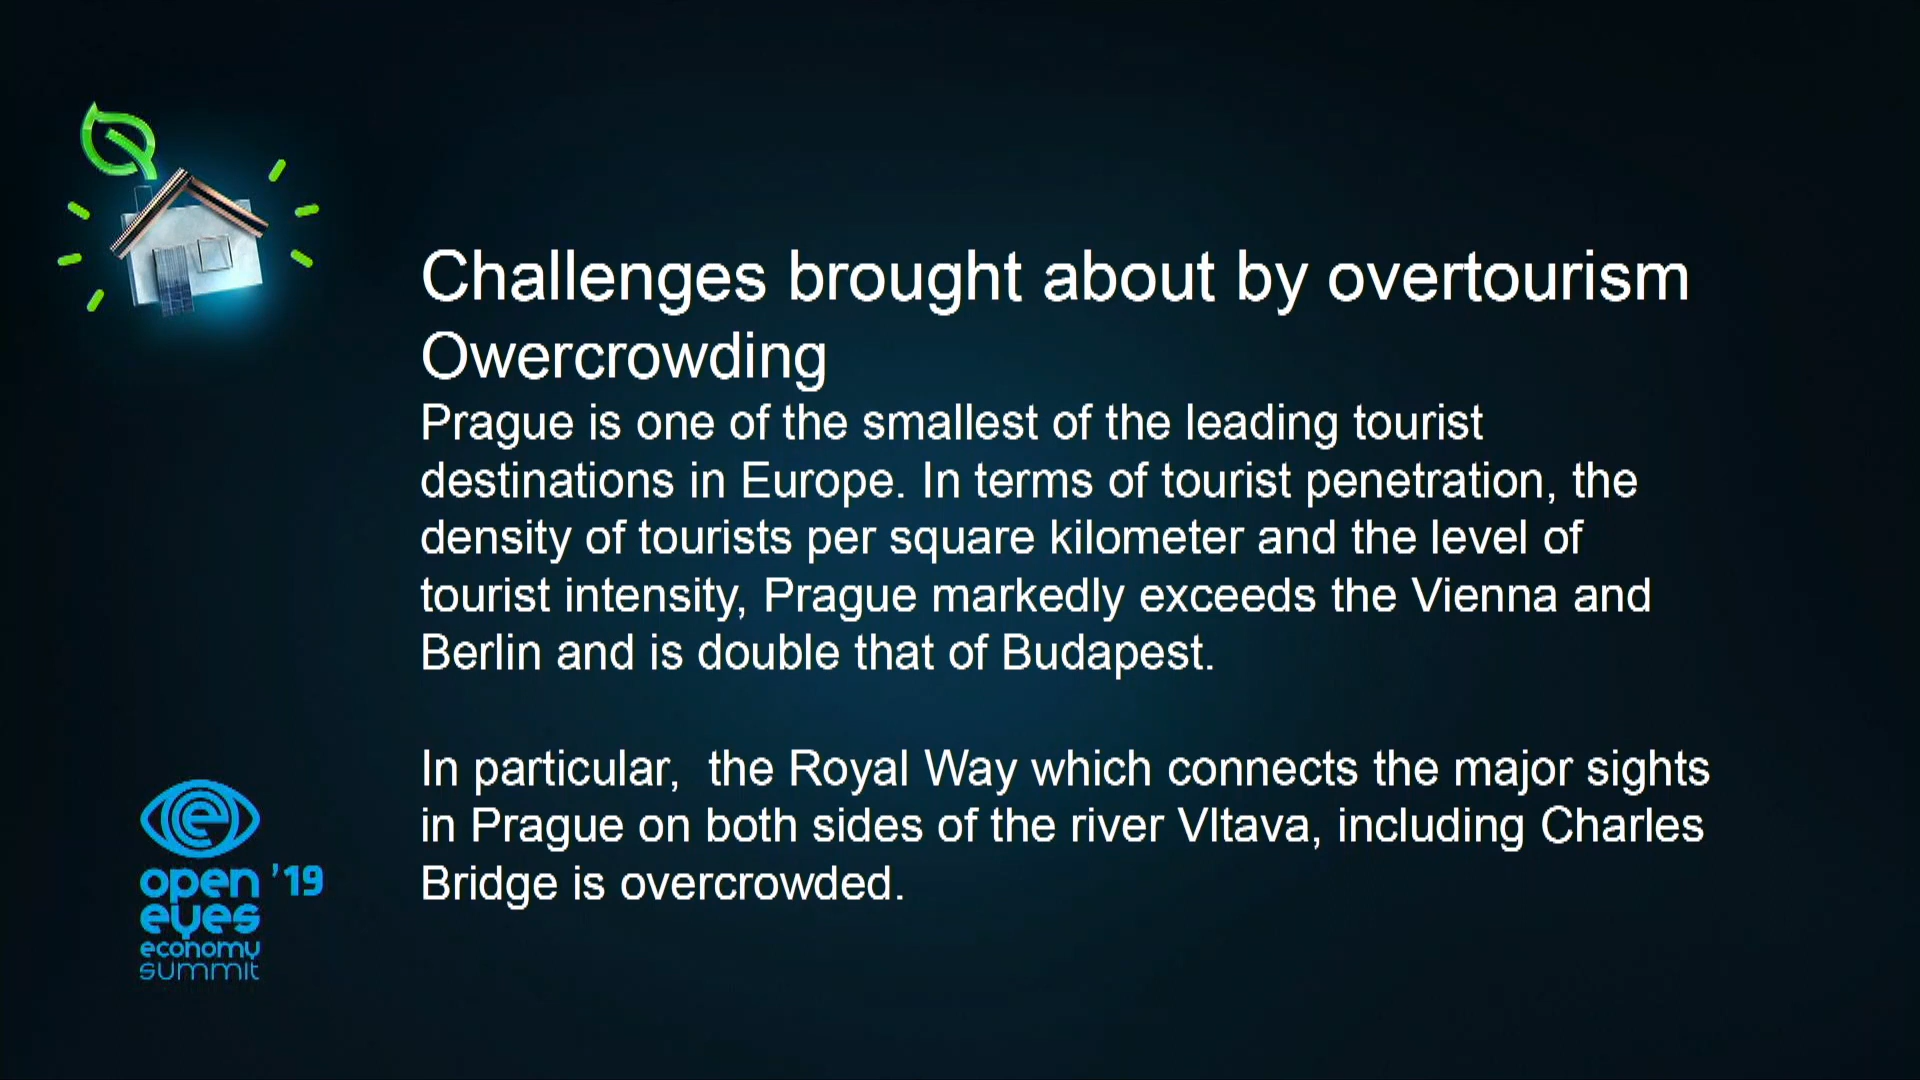 Challenges brought about by overtourism
Owercrowding
Prague is one of the smallest of the leading tourist
destinations in Europe. In terms of tourist penetration, the
density of tourists per square kilometer and the level of
tourist intensity, Prague markedly exceeds the Vienna and
Berlin and is double that of Budapest.
In particular,  the Royal Way which connects the major sights
in Prague on both sides of the river Vltava, including Charles
Bridge is overcrowded.
e
open '19
eyes
economy
summit